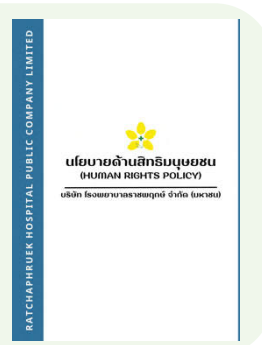 RATCHAPHRUEK HOSPITAL PUBLIC COMPANY LIMITED
นโยบายด้านสิทธิมนุษยชน
(HUMAN RIGHTS POLICY)
บริษัท โรงพยาบาลราชพฤกษ์ จำกัด (มหาชน)